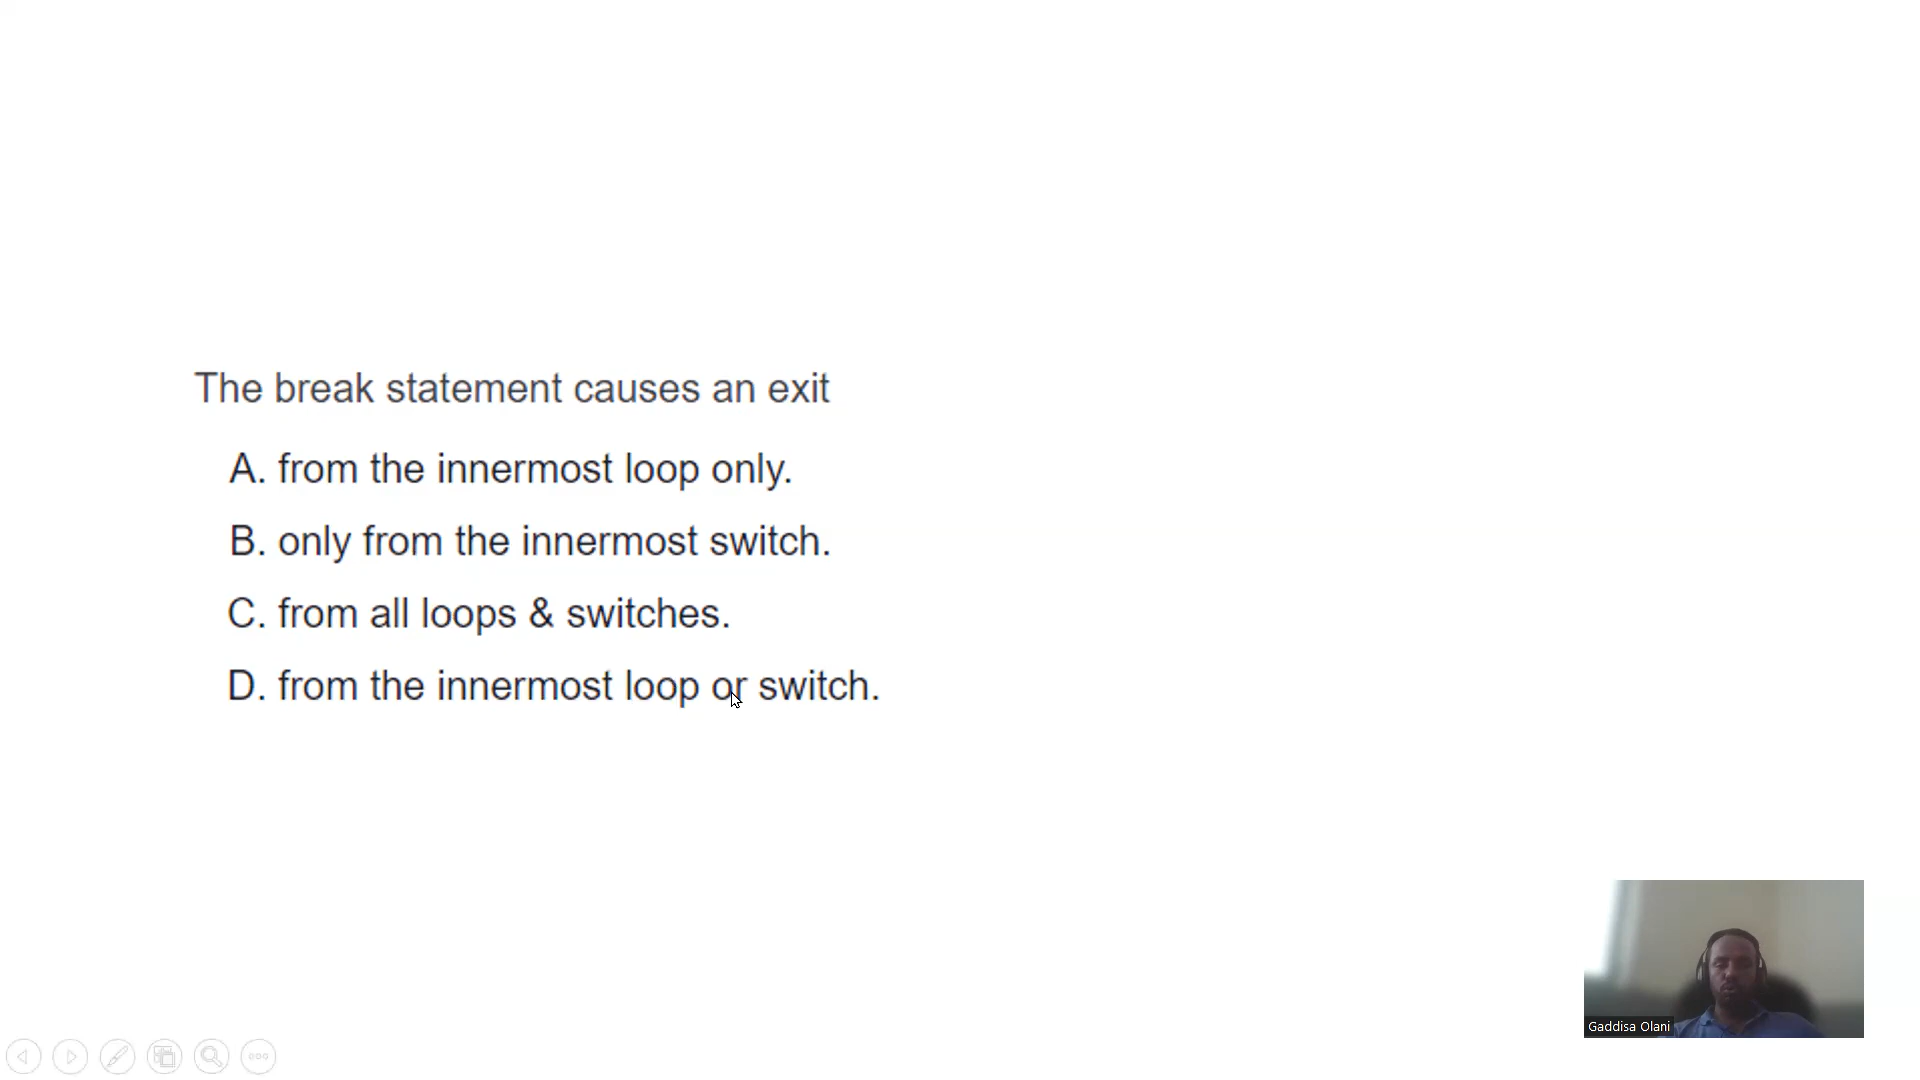 The break statement causes an exit
A. from the innermost loop only.
B. only from the innermost switch.
C. from all loops & switches.
D. from the innermost loop or switch.
Gaddisa Olani